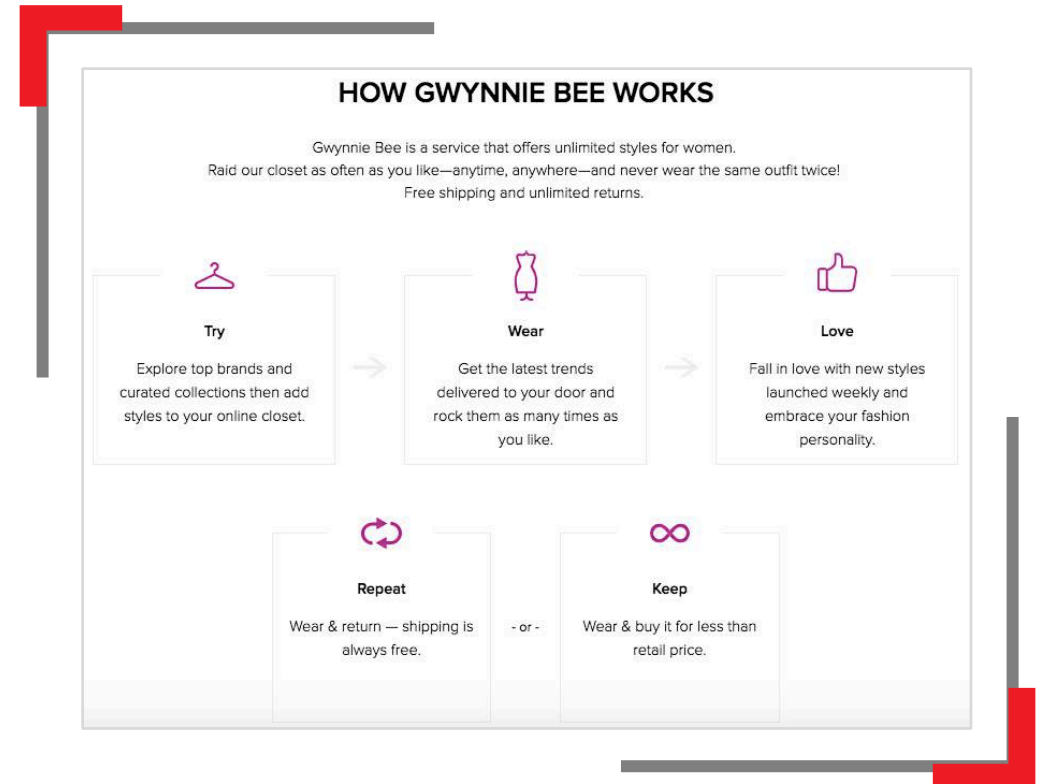 HOW GWYNNIE BEE WORKS
Gwynnie Bee is a service that offers unlimited styles for women.
Raid our closet as often as you like—anytime, anywhere—and never wear the same outfit twice!
Free shipping and unlimited returns.
Try
Explore top brands and
curated collections then add
styles to your online closet.
Wear
Get the latest trends
delivered to your door and
rock them as many times as
you like.
Love
Fall in love with new styles
launched weekly and
embrace your fashion
personality.
Repeat
Wear & return — shipping is
always free.
- or -
Keep
Wear & buy it for less than
retail price.